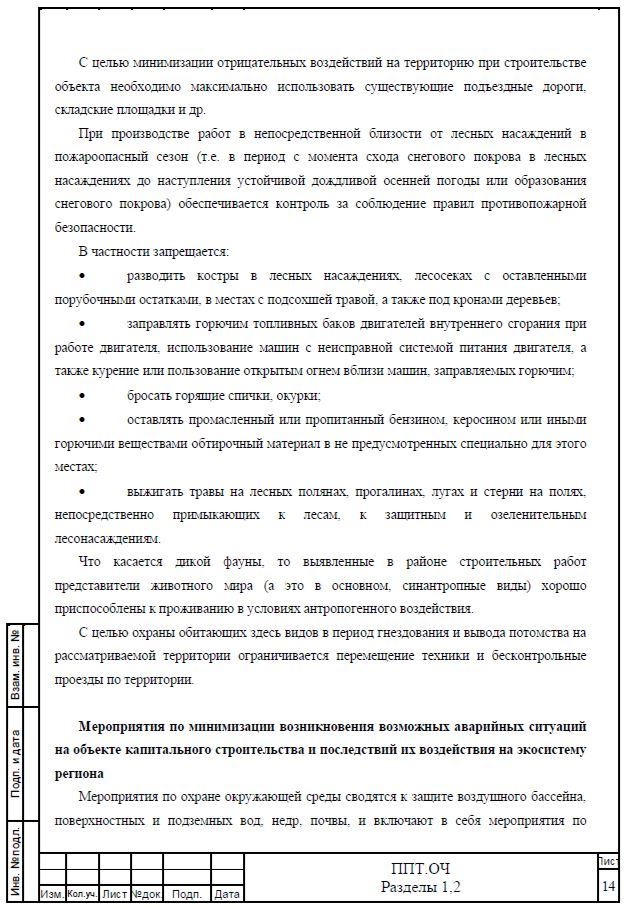 С целью минимизации отрицательных воздействий на территорию при строительстве
объекта необходимо максимально использовать существующие подъездные дороги,
складские площадки и др.
При производстве работ в непосредственной близости от лесных насаждений в
пожароопасный сезон (т.е. в период с момента схода снегового покрова в лесных
насаждениях до наступления устойчивой дождливой осенней погоды или образования
снегового покрова) обеспечивается контроль за соблюдение правил противопожарной
безопасности.
В частности запрещается:
• разводить костры в лесных насаждениях, лесосеках с оставленными
порубочными остатками, в местах с подсохшей травой, а также под кронами деревьев;
• заправлять горючим топливных баков двигателей внутреннего сгорания при
работе двигателя, использование машин с неисправной системой питания двигателя, а
также курение или пользование открытым огнем вблизи машин, заправляемых горючим;
• бросать горящие спички, окурки;
• оставлять промасленный или пропитанный бензином, керосином или иными
горючими веществами обтирочный материал в не предусмотренных специально для этого
местах;
• выжигать травы на лесных полянах, прогалинах, лугах и стерни на полях,
непосредственно примыкающих к лесам, к защитным и озеленительным
лесонасаждениям.
Что касается дикой фауны, то выявленные в районе строительных работ
представители животного мира (а это в основном, синантропные виды) хорошо
приспособлены к проживанию в условиях антропогенного воздействия.
С целью охраны обитающих здесь видов в период гнездования и вывода потомства на
рассматриваемой территории ограничивается перемещение техники и бесконтрольные
проезды по территории.
Мероприятия по минимизации возникновения возможных аварийных ситуаций
на объекте капитального строительства и последствий их воздействия на экосистему
региона
Мероприятия по охране окружающей среды сводятся к защите воздушного бассейна,
поверхностных и подземных вод, недр, почвы, и включают в себя мероприятия по
Взам. инв. №
Подп. и дата
Инв. №подл.
Изм. Кол.уч. Лист №док. Подп. Дата
ППТ.ОЧ
Разделы 1,2
Лист
14